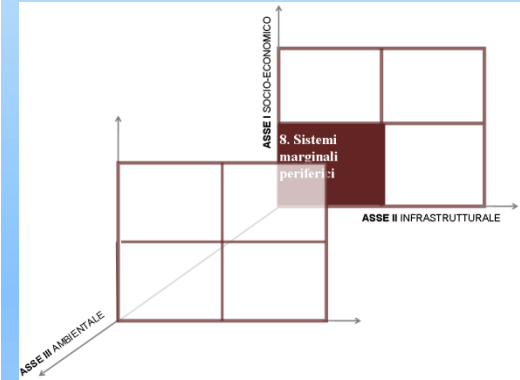 ASSE I SOCIO-ECONOMICO
8. Sistemi
marginali
periferici
ASSE II INFRASTRUTTURALE
ASSE III AMBIENTALE